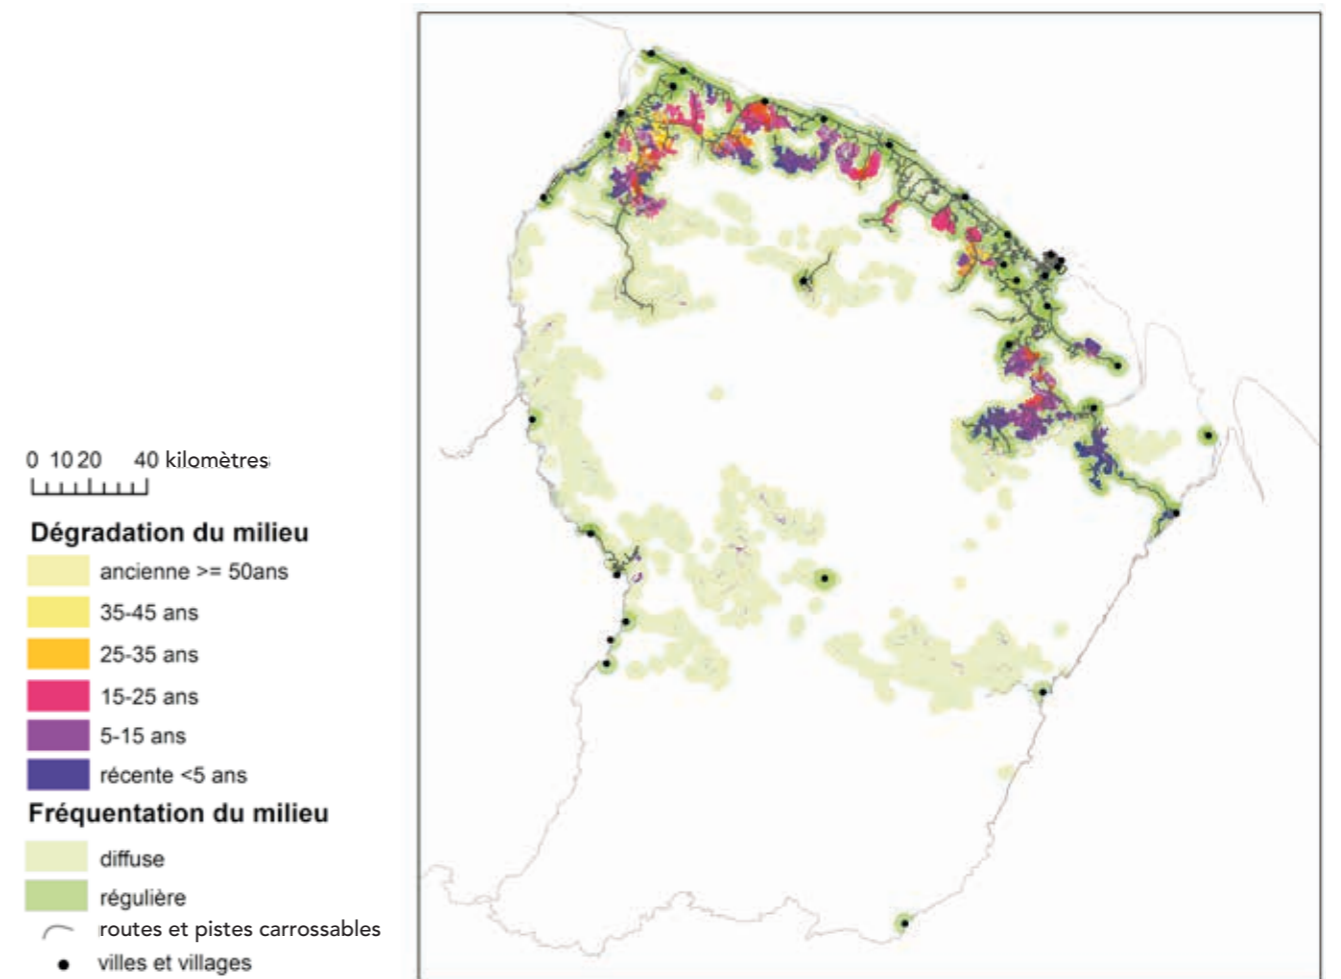 0 10 20 40 kilomètres
Dégradation du milieu
ancienne >= 50ans
35-45 ans
25-35 ans
15-25 ans
5-15 ans
récente <5 ans
Fréquentation du milieu
diffuse
régulière
routes et pistes carrossables
villes et villages